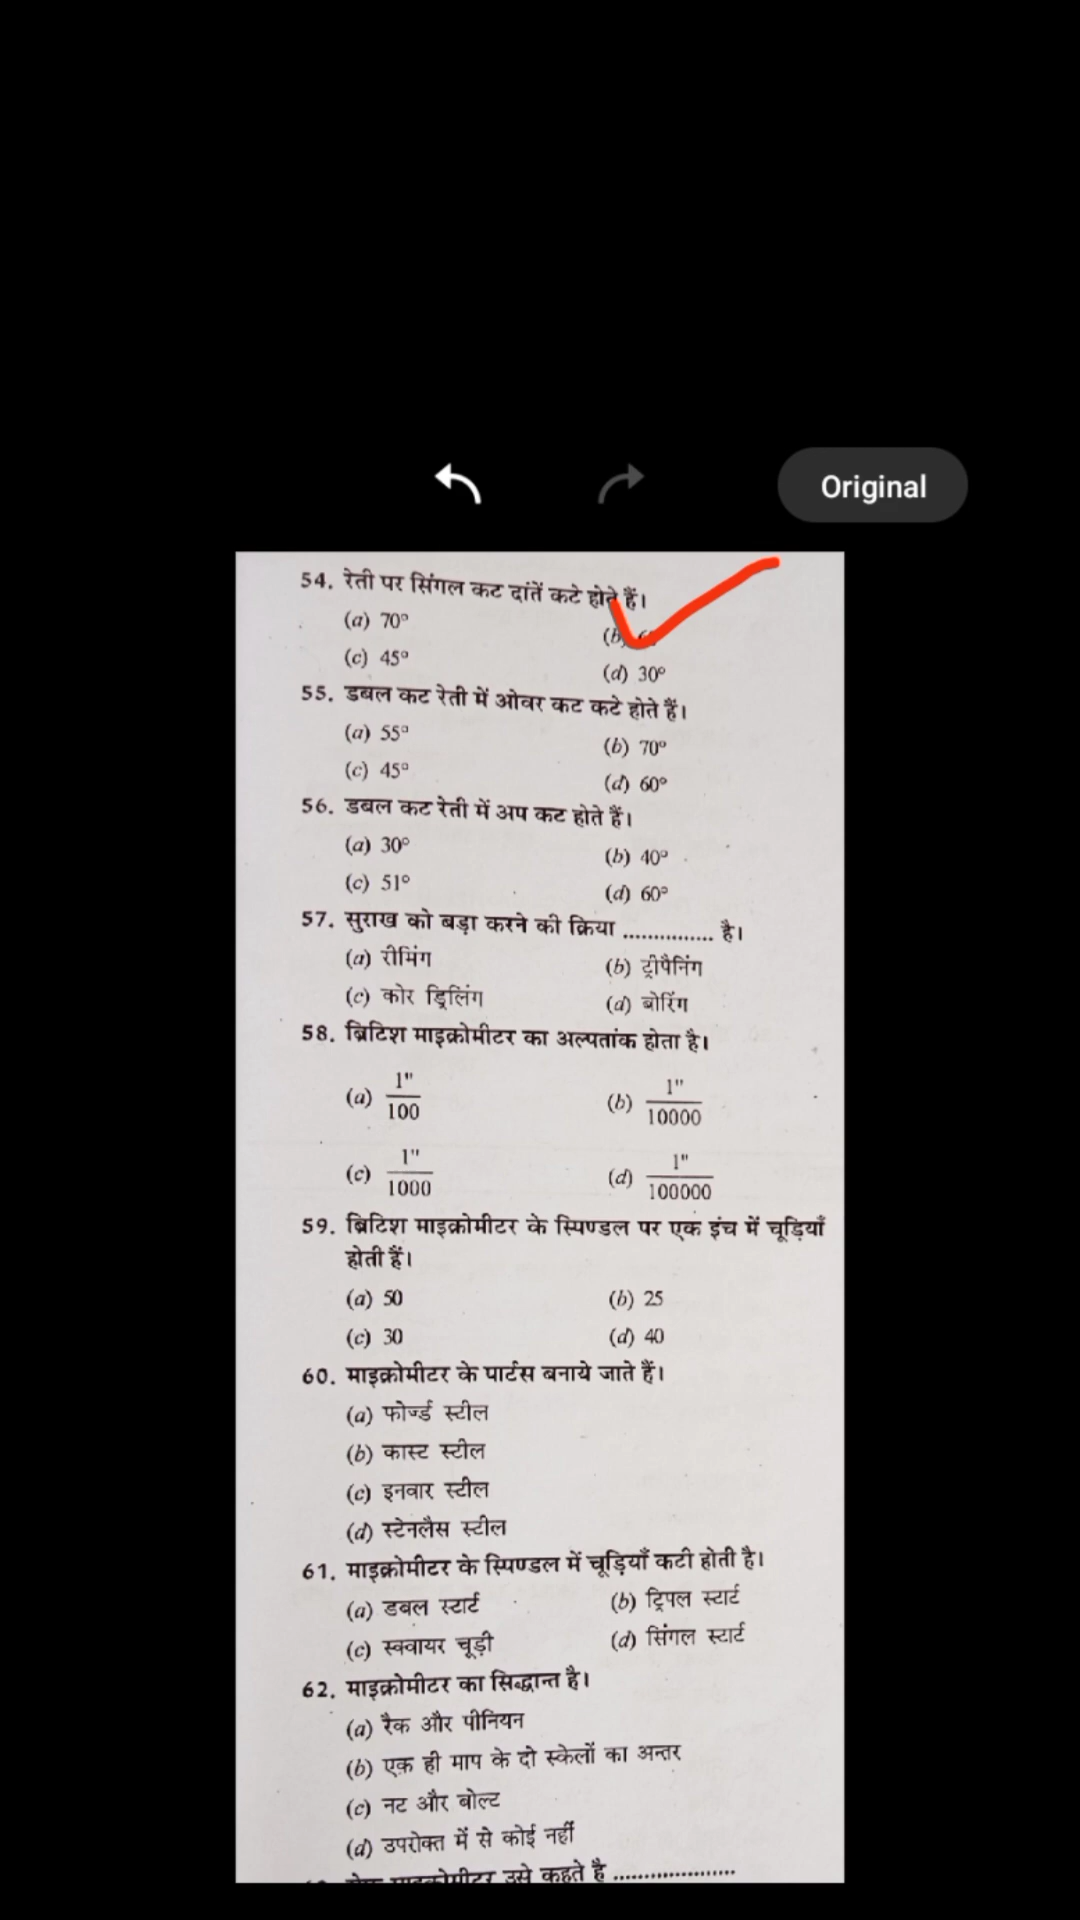 Original
54. रेती पर सिंगल कट दांतें कटे होते हैं।
(a) 70°
(c) 45° (d) 30°
55. डबल कट रेती में ओवर कट कटे होते हैं।
(a) 55° (b) 70°
(c) 45° (d) 60°
56. डबल कट रेती में अप कट होते हैं।
(a) 30° (b) 40°
(c) 51° (d) 60°
57. सुराख को बड़ा करने की क्रिया ............... है।
(a) रीमिंग (b) ट्रीपैनिंग
(c) कोर ड्रिलिंग (d) बोरिंग
58. ब्रिटिश माइक्रोमीटर का अल्पतांक होता है।
(a) 1"/100 (b) 1"/10000
(c) 1"/1000 (d) 1"/100000
59. ब्रिटिश माइक्रोमीटर के स्पिण्डल पर एक इंच में चूड़ियाँ
होती हैं।
(a) 50 (b) 25
(c) 30 (d) 40
60. माइक्रोमीटर के पार्टस बनाये जाते हैं।
(a) फोर्ज्ड स्टील
(b) कास्ट स्टील
(c) इनवार स्टील
(d) स्टेनलैस स्टील
61. माइक्रोमीटर के स्पिण्डल में चूड़ियाँ कटी होती है।
(a) डबल स्टार्ट (b) ट्रिपल स्टार्ट
(c) स्क्वायर चूड़ी (d) सिंगल स्टार्ट
62. माइक्रोमीटर का सिद्धान्त है।
(a) रैक और पीनियन
(b) एक ही माप के दो स्केलों का अन्तर
(c) नट और बोल्ट
(d) उपरोक्त में से कोई नहीं
माइक्रोमीटर उसे कहते है ....................